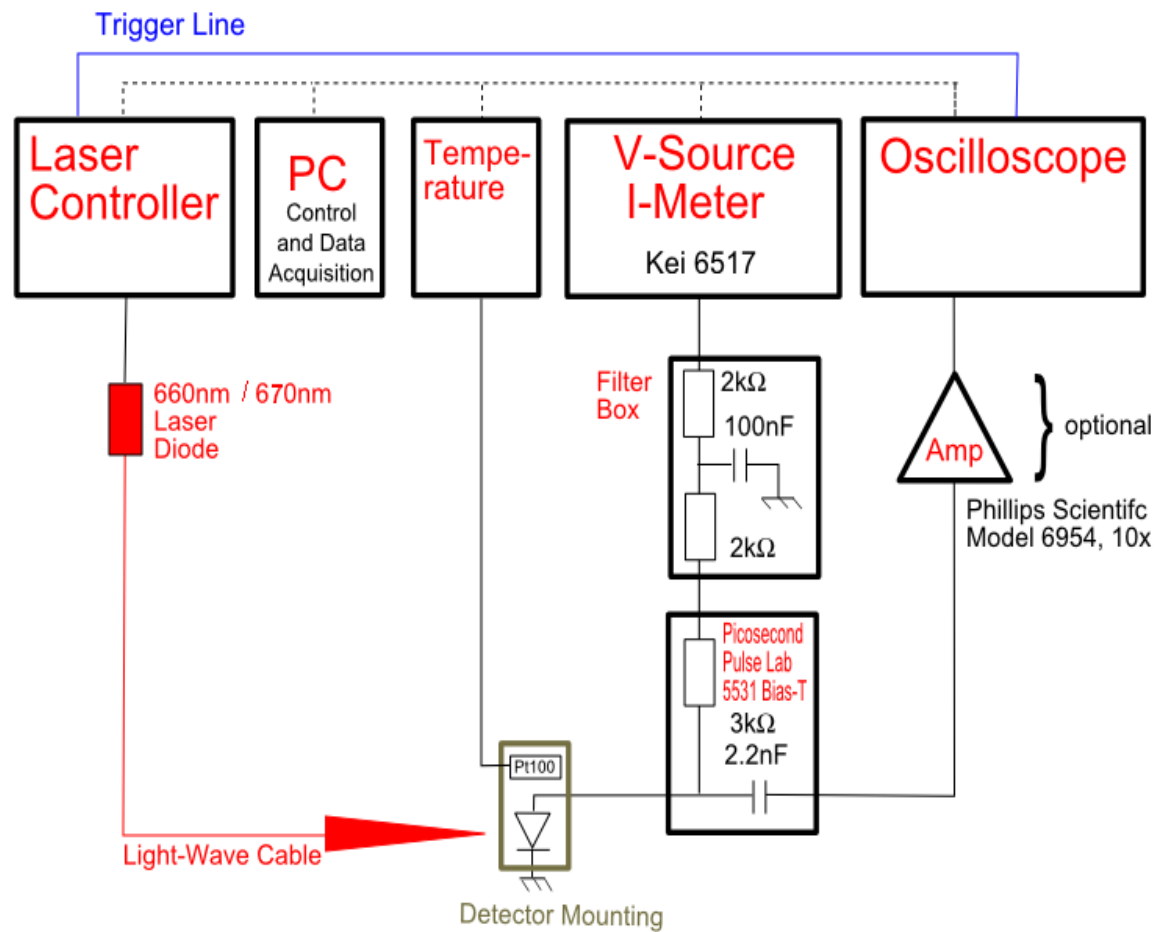 Trigger Line
Laser
Controller
PC
Control
and Data
Acquisition
Tempe-
rature
V-Source
I-Meter
Kei 6517
Oscilloscope
660nm / 670nm
Laser
Diode
Filter
Box
2kΩ
100nF
2kΩ
Amp
optional
Phillips Scientifc
Model 6954, 10x
Picosecond
Pulse Lab
5531 Bias-T
3kΩ
2.2nF
Pt100
Light-Wave Cable
Detector Mounting